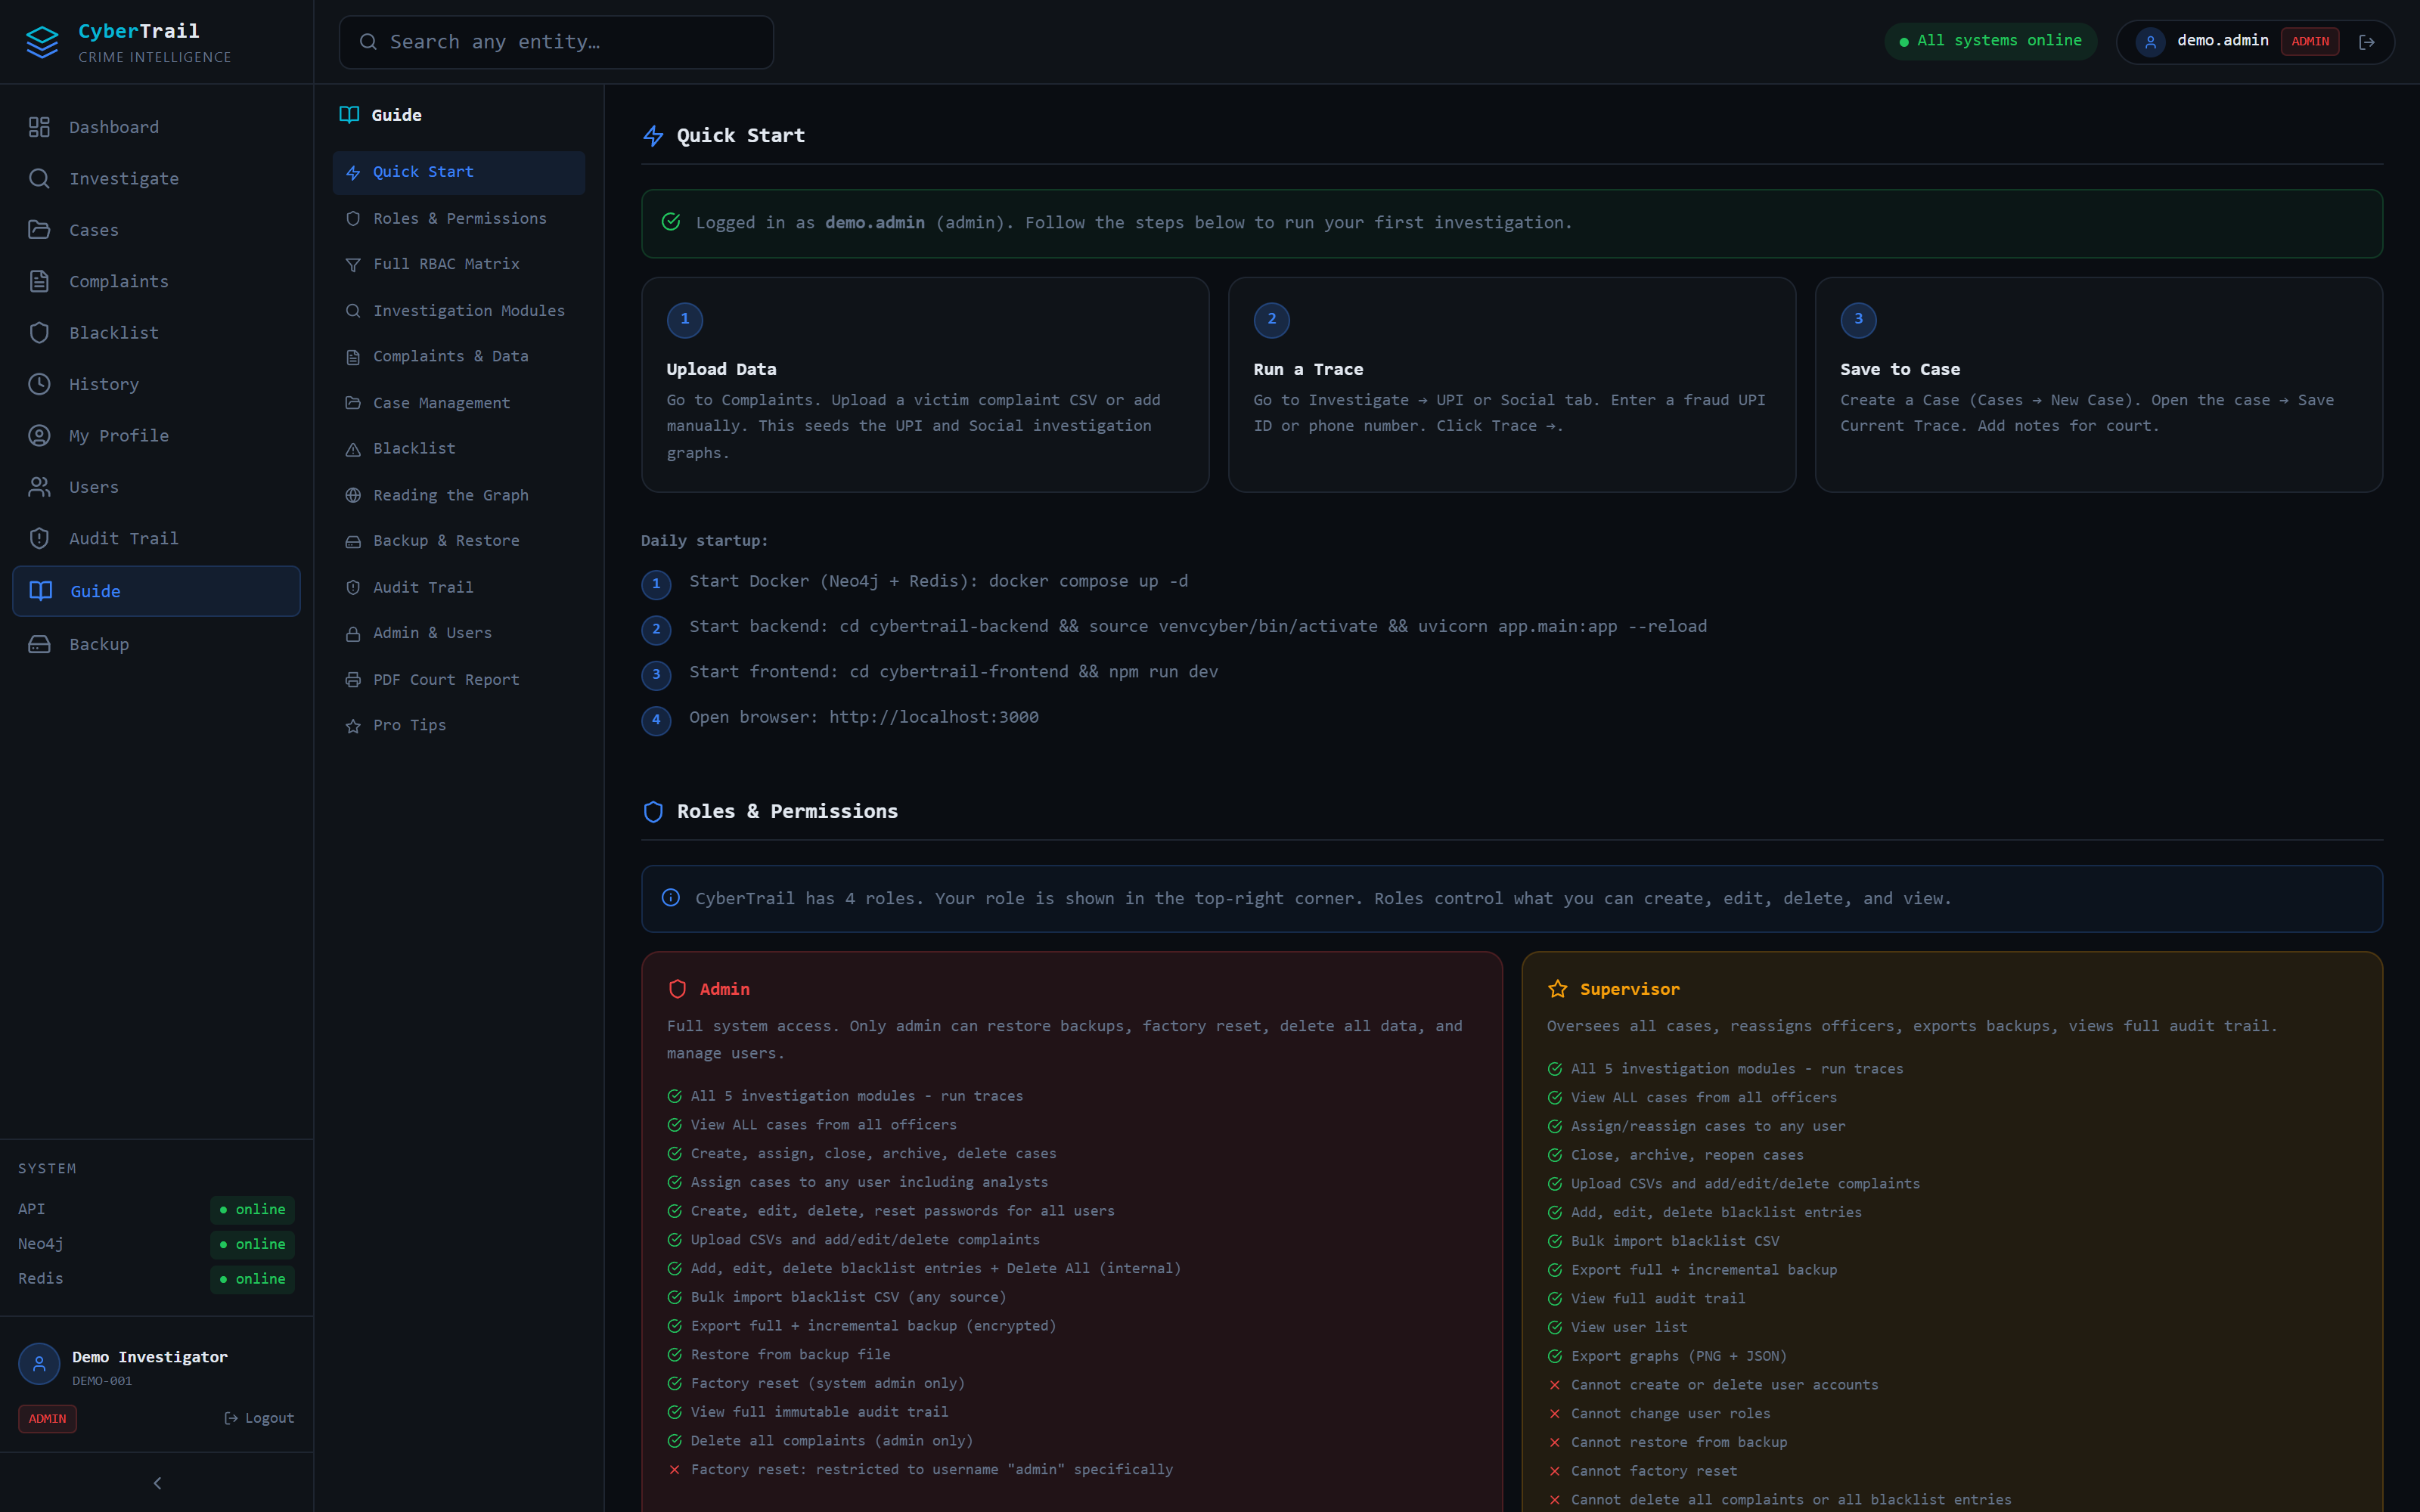 CyberTrail
CRIME INTELLIGENCE
Search any entity…
All systems online
demo.admin
ADMIN
Dashboard
Investigate
Cases
Complaints
Blacklist
History
My Profile
Users
Audit Trail
Guide
Backup
SYSTEM
API
online
Neo4j
online
Redis
online
Demo Investigator
DEMO-001
ADMIN
Logout
Guide
Quick Start
Roles & Permissions
Full RBAC Matrix
Investigation Modules
Complaints & Data
Case Management
Blacklist
Reading the Graph
Backup & Restore
Audit Trail
Admin & Users
PDF Court Report
Pro Tips
Quick Start
Logged in as demo.admin (admin). Follow the steps below to run your first investigation.
1
Upload Data
Go to Complaints. Upload a victim complaint CSV or add
manually. This seeds the UPI and Social investigation
graphs.
2
Run a Trace
Go to Investigate → UPI or Social tab. Enter a fraud UPI
ID or phone number. Click Trace →.
3
Save to Case
Create a Case (Cases → New Case). Open the case → Save
Current Trace. Add notes for court.
Daily startup:
1 Start Docker (Neo4j + Redis): docker compose up -d
2 Start backend: cd cybertrail-backend && source venvcyber/bin/activate && uvicorn app.main:app --reload
3 Start frontend: cd cybertrail-frontend && npm run dev
4 Open browser: http://localhost:3000
Roles & Permissions
CyberTrail has 4 roles. Your role is shown in the top-right corner. Roles control what you can create, edit, delete, and view.
Admin
Full system access. Only admin can restore backups, factory reset, delete all data, and
manage users.
All 5 investigation modules - run traces
View ALL cases from all officers
Create, assign, close, archive, delete cases
Assign cases to any user including analysts
Create, edit, delete, reset passwords for all users
Upload CSVs and add/edit/delete complaints
Add, edit, delete blacklist entries + Delete All (internal)
Bulk import blacklist CSV (any source)
Export full + incremental backup (encrypted)
Restore from backup file
Factory reset (system admin only)
View full immutable audit trail
Delete all complaints (admin only)
Factory reset: restricted to username "admin" specifically
Supervisor
Oversees all cases, reassigns officers, exports backups, views full audit trail.
All 5 investigation modules - run traces
View ALL cases from all officers
Assign/reassign cases to any user
Close, archive, reopen cases
Upload CSVs and add/edit/delete complaints
Add, edit, delete blacklist entries
Bulk import blacklist CSV
Export full + incremental backup
View full audit trail
View user list
Export graphs (PNG + JSON)
Cannot create or delete user accounts
Cannot change user roles
Cannot restore from backup
Cannot factory reset
Cannot delete all complaints or all blacklist entries